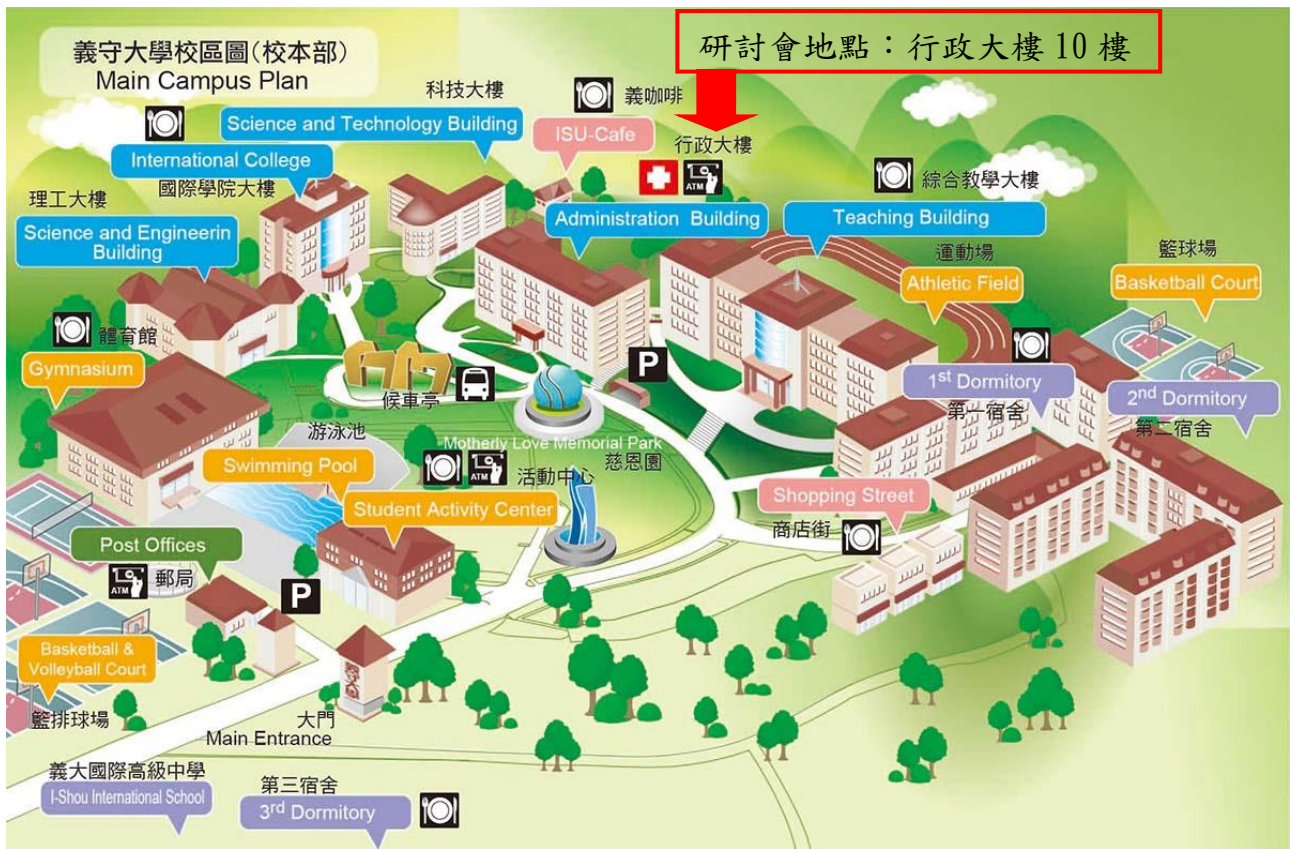 義守大學校區圖(校本部)
Main Campus Plan
研討會地點：行政大樓 10 樓
科技大樓
Science and Technology Building
義咖啡
ISU-Cafe
International College
國際學院大樓
行政大樓
ATM
Administration Building
綜合教學大樓
Teaching Building
理工大樓
Science and Engineerin
Building
運動場
Athletic Field
籃球場
Basketball Court
體育館
Gymnasium
候車亭
P
1st Dormitory
第一宿舍
2nd Dormitory
第二宿舍
Motherly Love Memorial Park
慈恩園
游泳池
Swimming Pool
ATM
活動中心
Student Activity Center
Shopping Street
商店街
Post Offices
ATM
郵局
P
Basketball &
Volleyball Court
籃排球場
大門
Main Entrance
義大國際高級中學
I-Shou International School
第三宿舍
3rd Dormitory